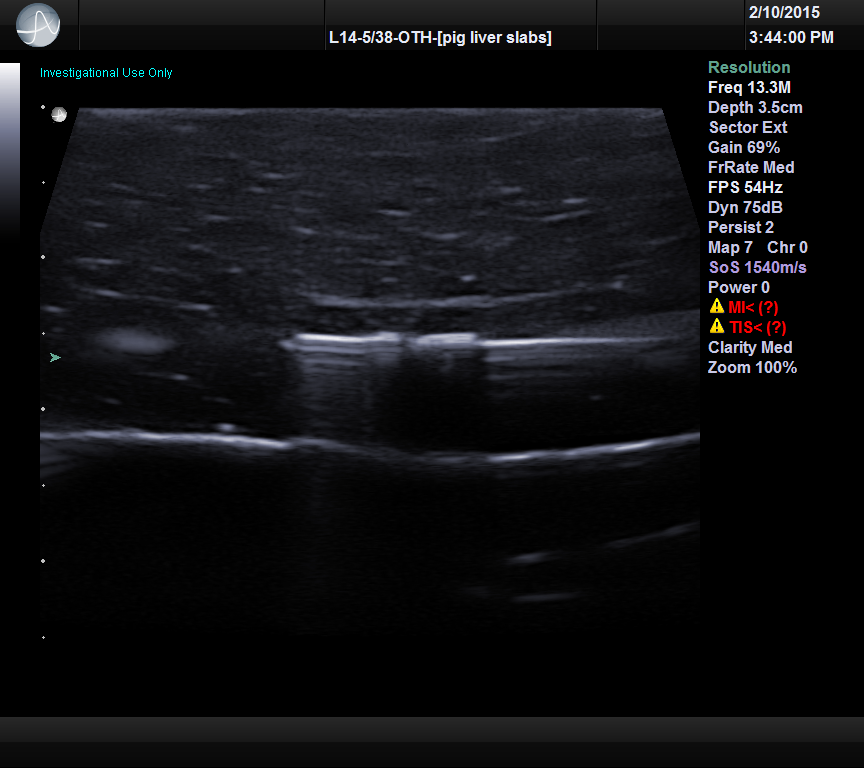 2/10/2015
L14-5/38-OTH-[pig liver slabs]
3:44:00 PM
Investigational Use Only
Resolution
Freq 13.3M
Depth 3.5cm
Sector Ext
Gain 69%
FrRate Med
FPS 54Hz
Dyn 75dB
Persist 2
Map 7 Chr 0
SoS 1540m/s
Power 0
MI< (?)
TIS< (?)
Clarity Med
Zoom 100%